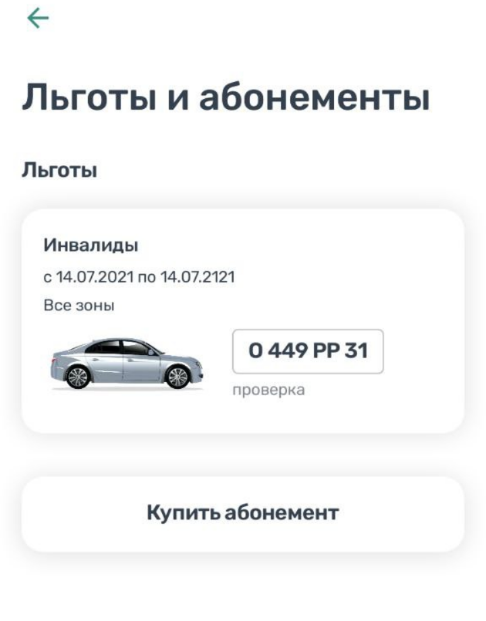 Льготы и абонементы
Льготы
Инвалиды
с 14.07.2021 по 14.07.2121
Все зоны
О 449 РР 31
проверка
Купить абонемент